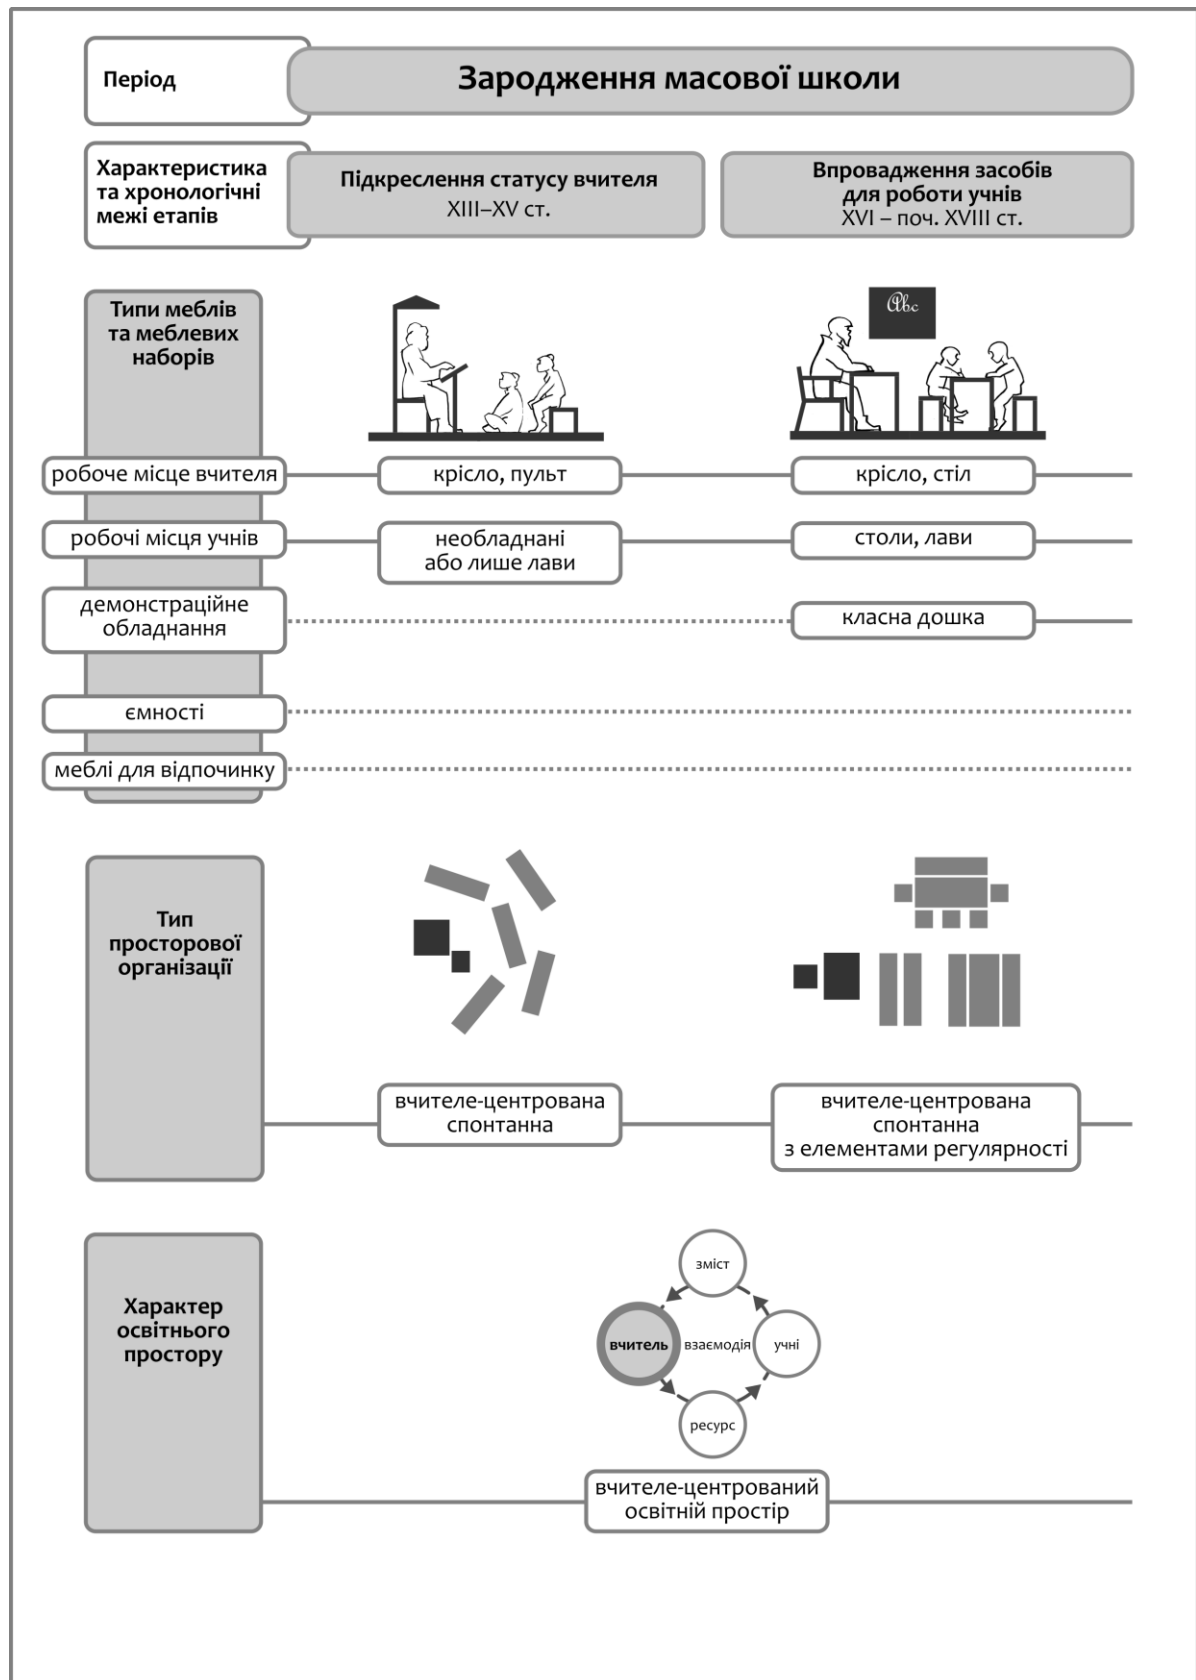 Період
Зародження масової школи
Характеристика
та хронологічні
межі етапів
Підкреслення статусу вчителя
XIII–XV ст.
Впровадження засобів
для роботи учнів
XVI – поч. XVIII ст.
Типи меблів
та меблевих
наборів
Abc
робоче місце вчителя
крісло, пульт
крісло, стіл
робочі місця учнів
необладнані
або лише лави
столи, лави
демонстраційне
обладнання
класна дошка
ємності
меблі для відпочинку
Тип
просторової
організації
вчителе-центрована
спонтанна
вчителе-центрована
спонтанна
з елементами регулярності
Характер
освітнього
простору
зміст
вчитель
взаємодія
учні
ресурс
вчителе-центрований
освітній простір